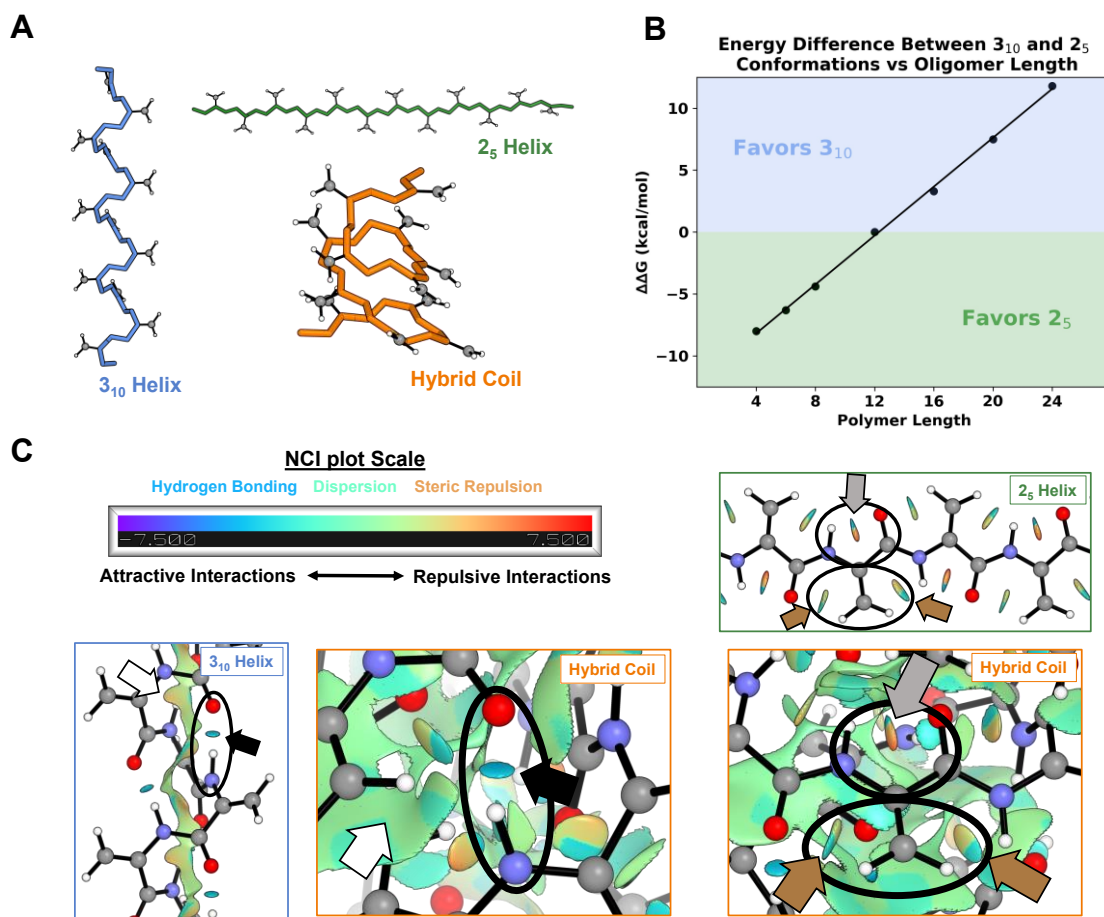 A
3₁₀ Helix
2₅ Helix
Hybrid Coil
B
Energy Difference Between 3₁₀ and 2₅
Conformations vs Oligomer Length
ΔΔG (kcal/mol)
10
5
0
−5
−10
Favors 3₁₀
Favors 2₅
4 8 12 16 20 24
Polymer Length
C
NCI plot Scale
Hydrogen Bonding Dispersion Steric Repulsion
-7.500 7.500
Attractive Interactions Repulsive Interactions
2₅ Helix
3₁₀ Helix
Hybrid Coil
Hybrid Coil